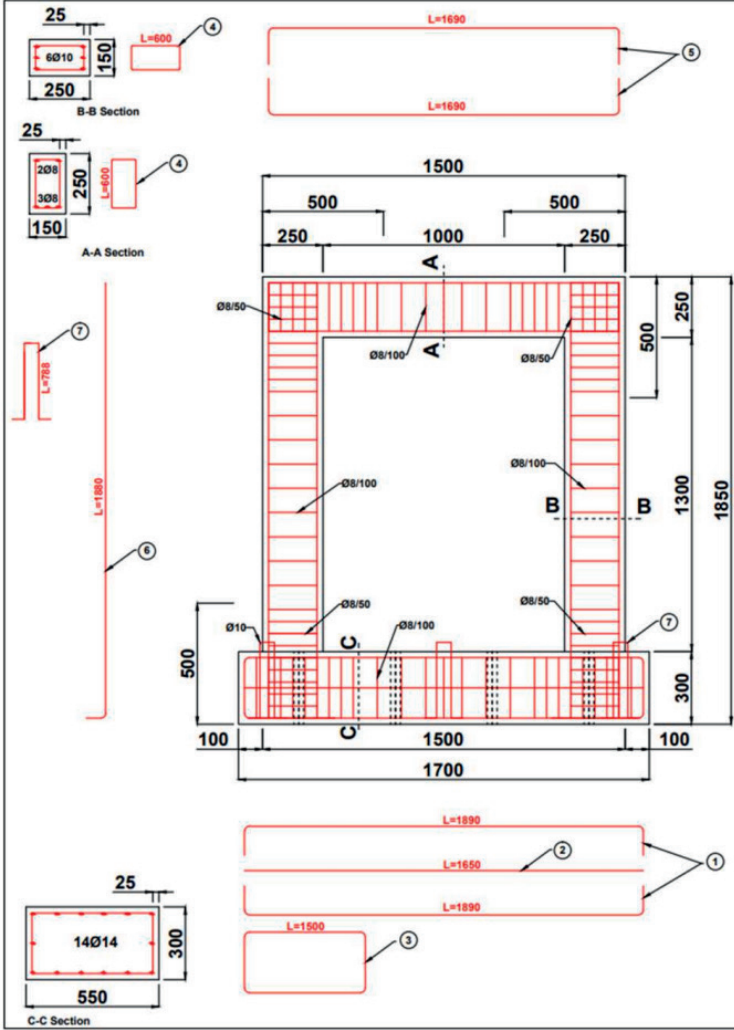 25
L=600
4
6Ø10
150
250
B-B Section
L=1690
5
L=1690
25
2Ø8
3Ø8
250
150
L=600
4
A-A Section
1500
500
500
250
1000
250
A
A
Ø8/50
Ø8/100
Ø8/50
250
500
1300
1850
7
L=788
L=1880
6
Ø8/100
Ø8/100
B
B
Ø8/50
Ø8/50
Ø10
C
C
Ø8/100
7
500
300
100
1500
100
1700
L=1890
2
L=1650
1
L=1890
L=1500
3
25
14Ø14
300
550
C-C Section